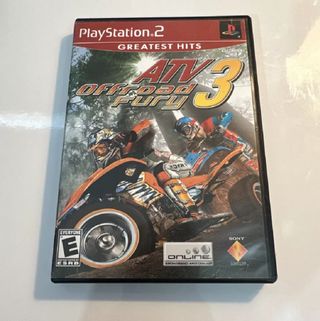 PlayStation.2
GREATEST HITS
ATV
Offroad
Fury 3
EVERYONE
E
ESRB
ONLINE
SONY